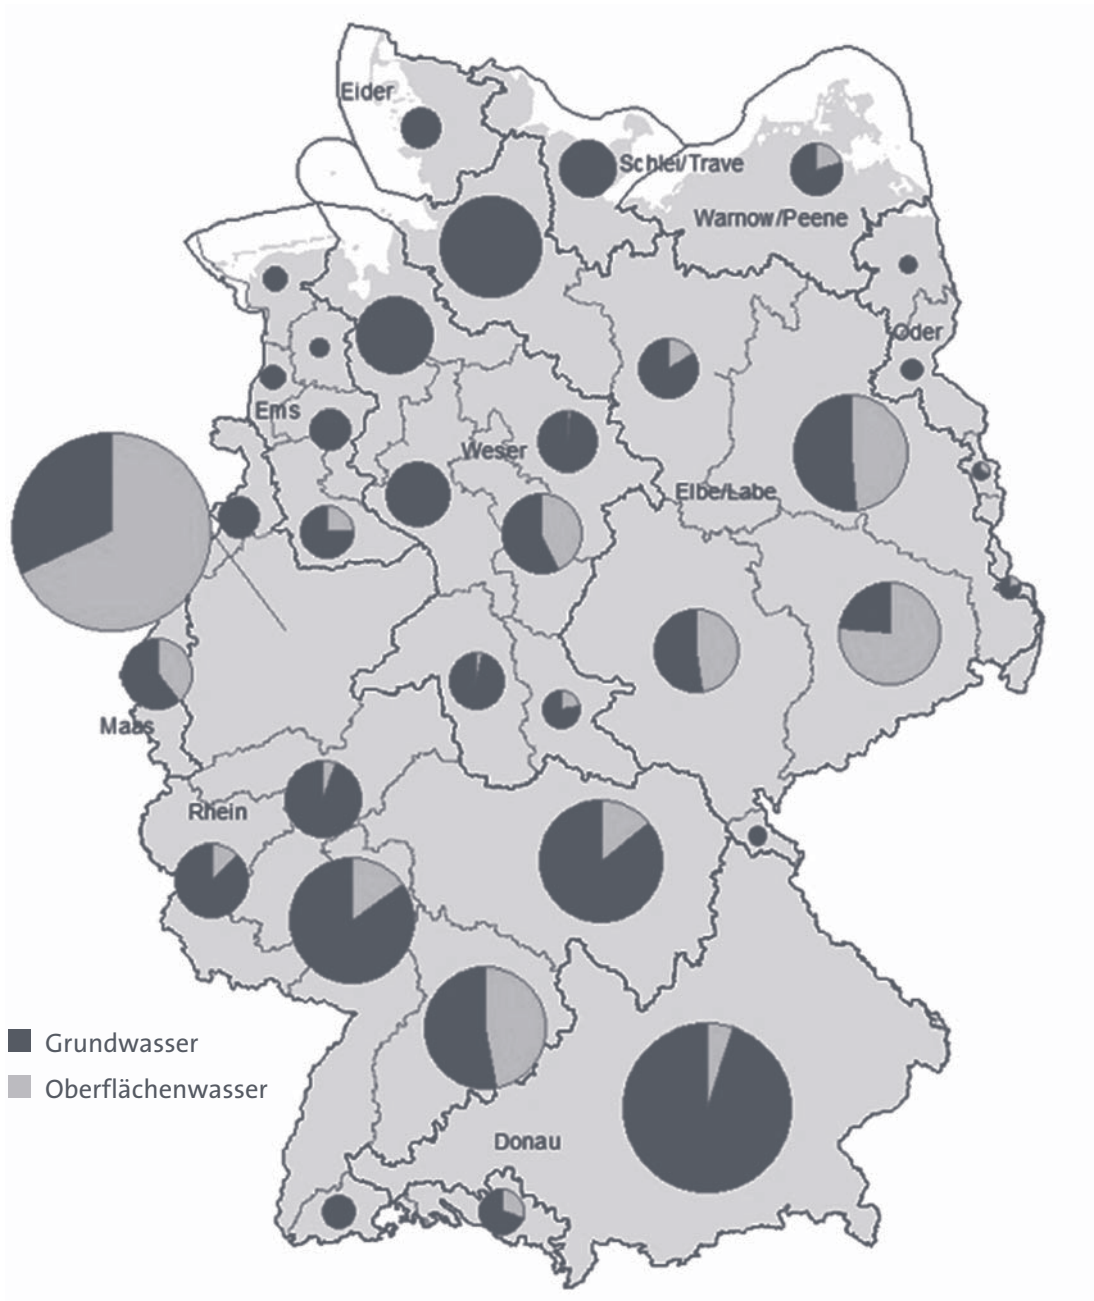 Eider
Schlei/Trave
Warnow/Peene
Oder
Ems
Weser
Elbe/Labe
Maas
Rhein
Grundwasser
Oberflächenwasser
Donau